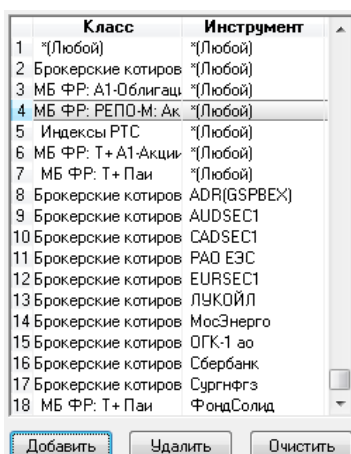 Класс Инструмент
1 *(Любой) *(Любой)
2 Брокерские котиров *(Любой)
3 МБ ФР: А1-Облигаци *(Любой)
4 МБ ФР: РЕПО-М: Ак *(Любой)
5 Индексы РТС *(Любой)
6 МБ ФР: Т+ А1-Акции *(Любой)
7 МБ ФР: Т+ Паи *(Любой)
8 Брокерские котиров ADR(GSPBEX)
9 Брокерские котиров AUDSEC1
10 Брокерские котиров CADSEC1
11 Брокерские котиров РАО ЕЭС
12 Брокерские котиров EURSEC1
13 Брокерские котиров ЛУКОЙЛ
14 Брокерские котиров МосЭнерго
15 Брокерские котиров ОГК-1 ао
16 Брокерские котиров Сбербанк
17 Брокерские котиров Сургнфгз
18 МБ ФР: Т+ Паи ФондСолид
Добавить Удалить Очистить